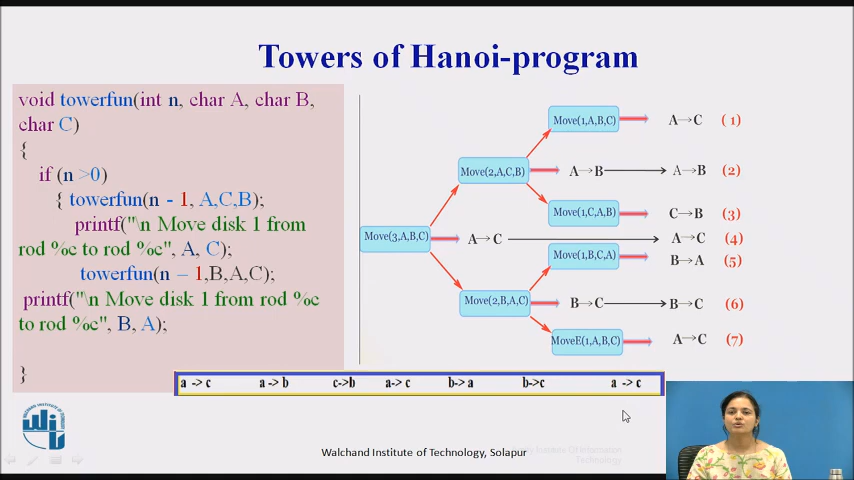 Towers of Hanoi-program
void towerfun(int n, char A, char B,
char C)
{
if (n >0)
{ towerfun(n - 1, A,C,B);
printf("\n Move disk 1 from
rod %c to rod %c", A, C);
towerfun(n – 1,B,A,C);
printf("\n Move disk 1 from rod %c
to rod %c", B, A);
}
Move(1,A,B,C) A→C (1)
Move(2,A,C,B) A→B A→B (2)
Move(1,C,A,B) C→B (3)
Move(3,A,B,C) A→C A→C (4)
Move(1,B,C,A) B→A (5)
Move(2,B,A,C) B→C B→C (6)
MoveE(1,A,B,C) A→C (7)
a -> c a -> b c->b a-> c b-> a b->c a -> c
Walchand Institute of Technology, Solapur
Technology